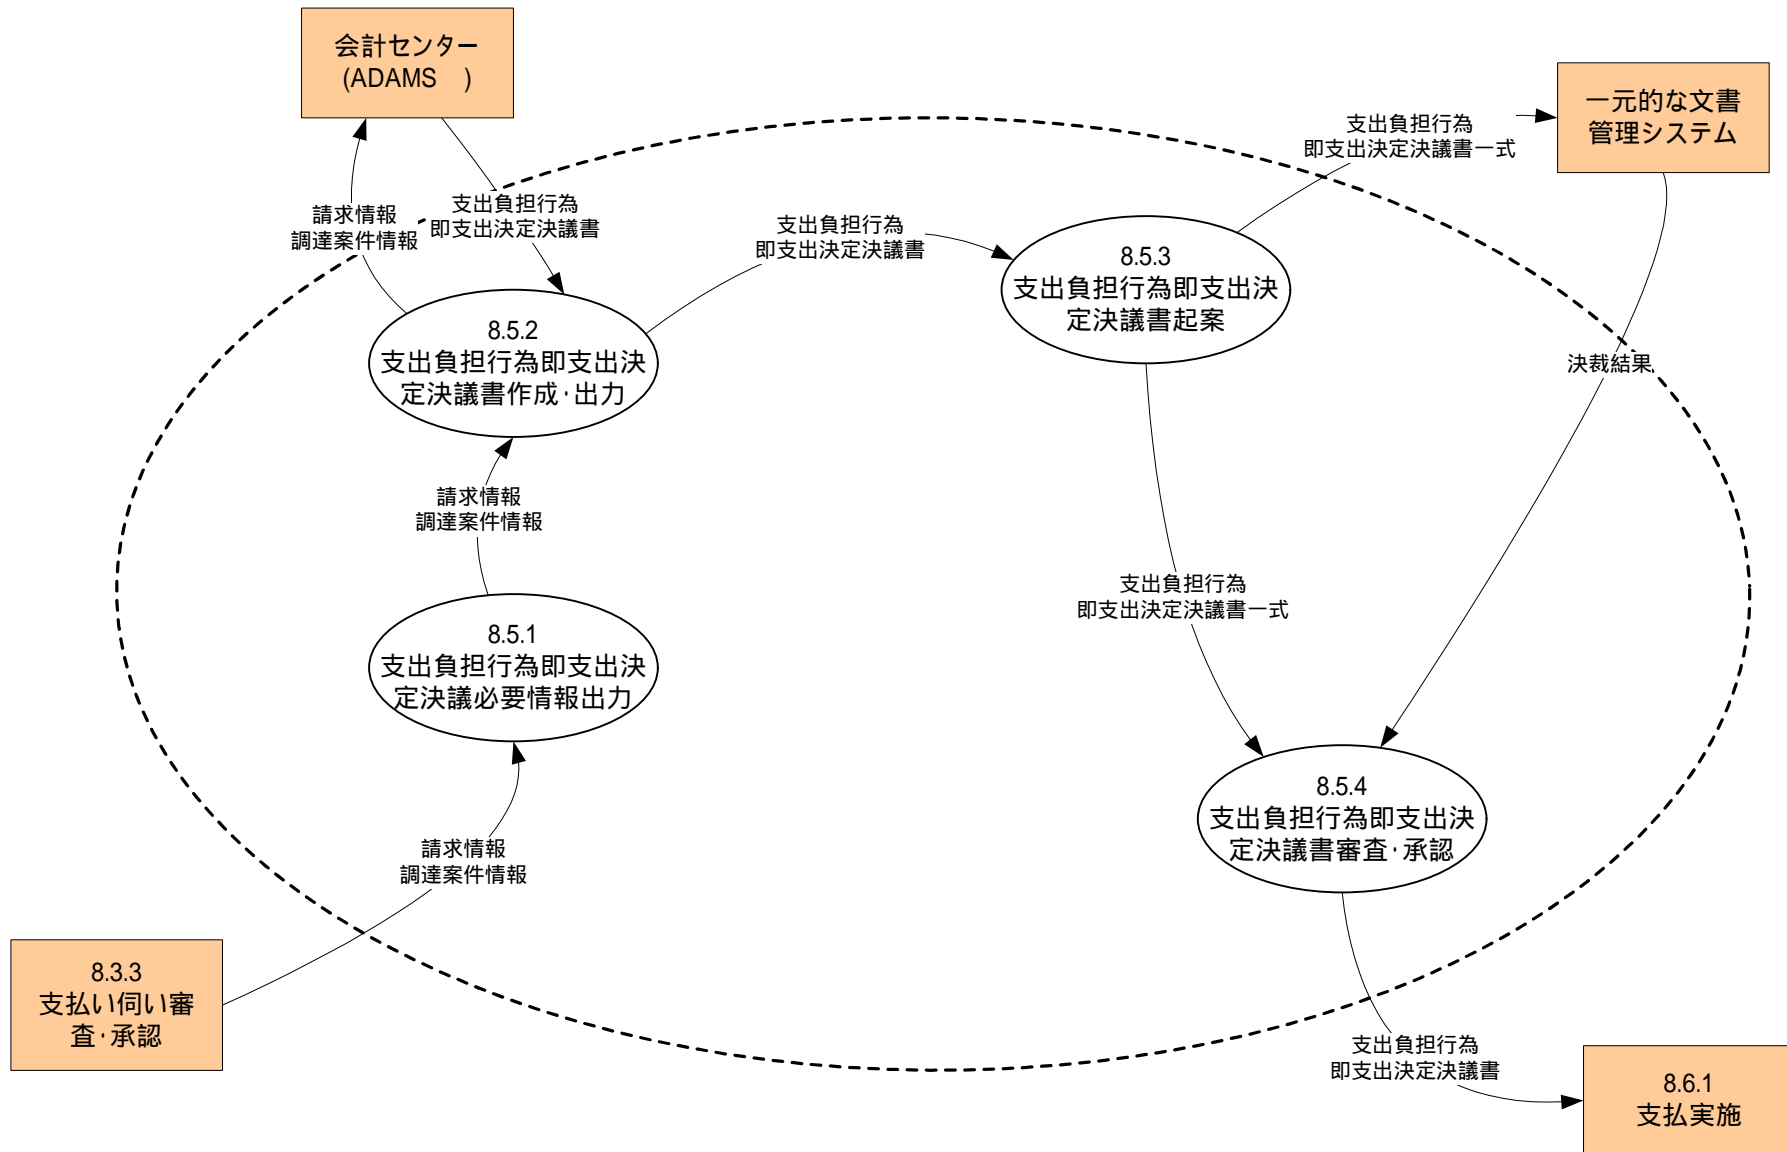 会計センター
(ADAMS )
一元的な文書
管理システム
支出負担行為
即支出決定決議書一式
請求情報
調達案件情報
支出負担行為
即支出決定決議書
支出負担行為
即支出決定決議書
8.5.3
支出負担行為即支出決
定決議書起案
8.5.2
支出負担行為即支出決
定決議書作成・出力
決裁結果
請求情報
調達案件情報
支出負担行為
即支出決定決議書一式
8.5.1
支出負担行為即支出決
定決議必要情報出力
8.5.4
支出負担行為即支出決
定決議書審査・承認
請求情報
調達案件情報
8.3.3
支払い伺い審
査・承認
支出負担行為
即支出決定決議書
8.6.1
支払実施